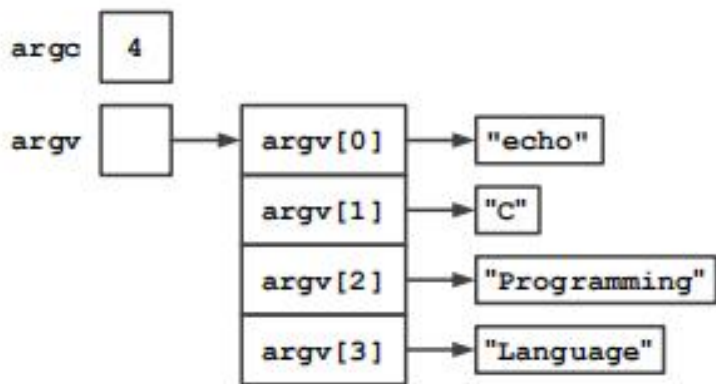 argc 4
argv argv[0] "echo"
argv[1] "C"
argv[2] "Programming"
argv[3] "Language"